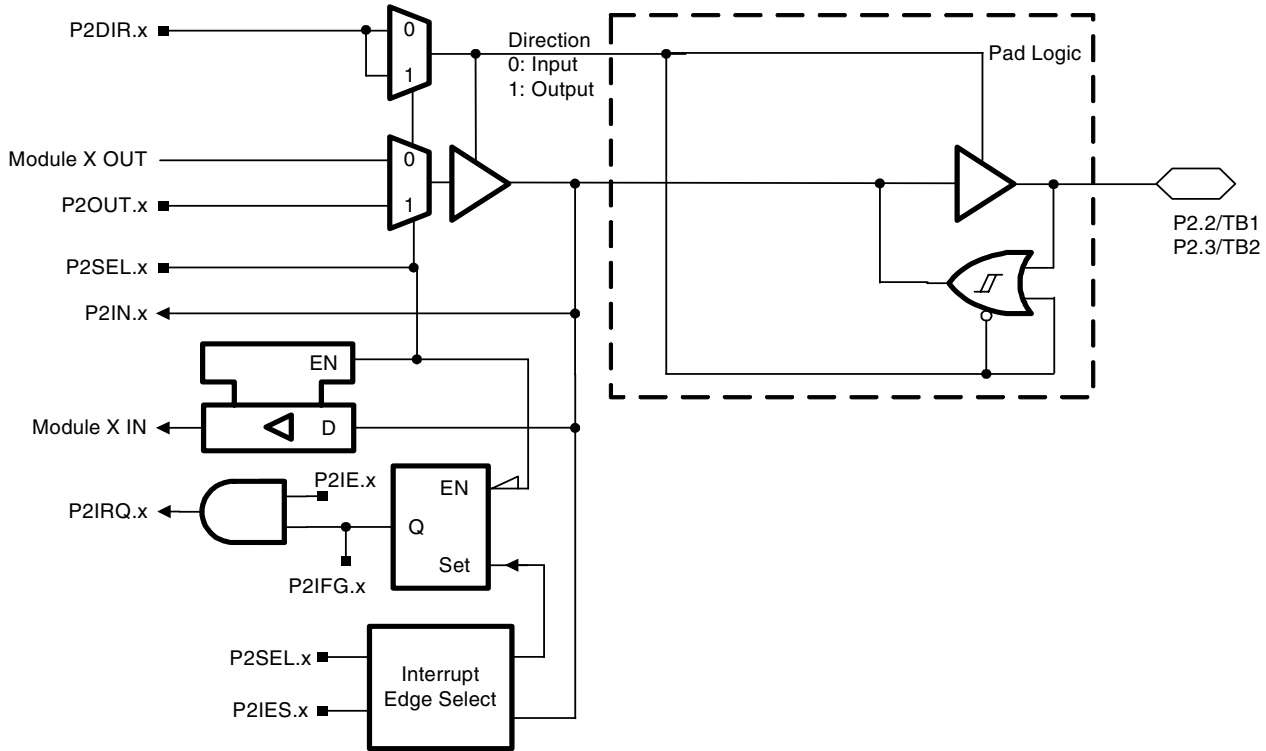 P2DIR.x
0
1
Direction
0: Input
1: Output
Pad Logic
Module X OUT
0
P2OUT.x
1
P2.2/TB1
P2.3/TB2
P2SEL.x
P2IN.x
EN
Module X IN
D
P2IE.x
EN
P2IRQ.x
Q
Set
P2IFG.x
P2SEL.x
Interrupt
Edge Select
P2IES.x